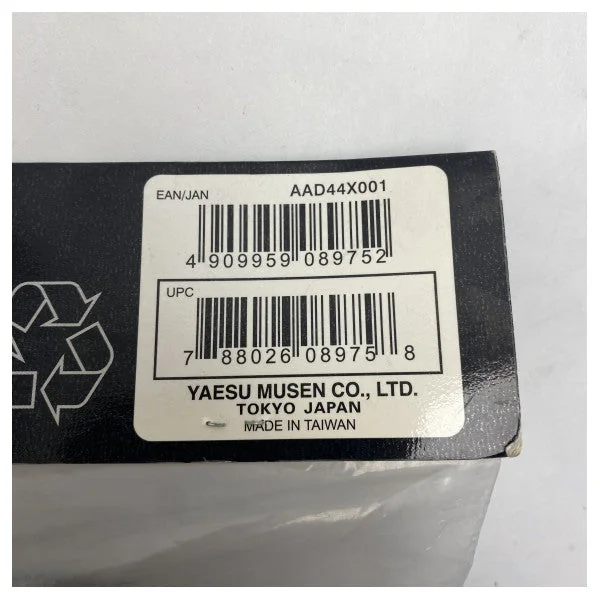 EAN/JAN AAD44X001
4 909959 089752
UPC
7 88026 08975 8
YAESU MUSEN CO., LTD.
TOKYO JAPAN
MADE IN TAIWAN